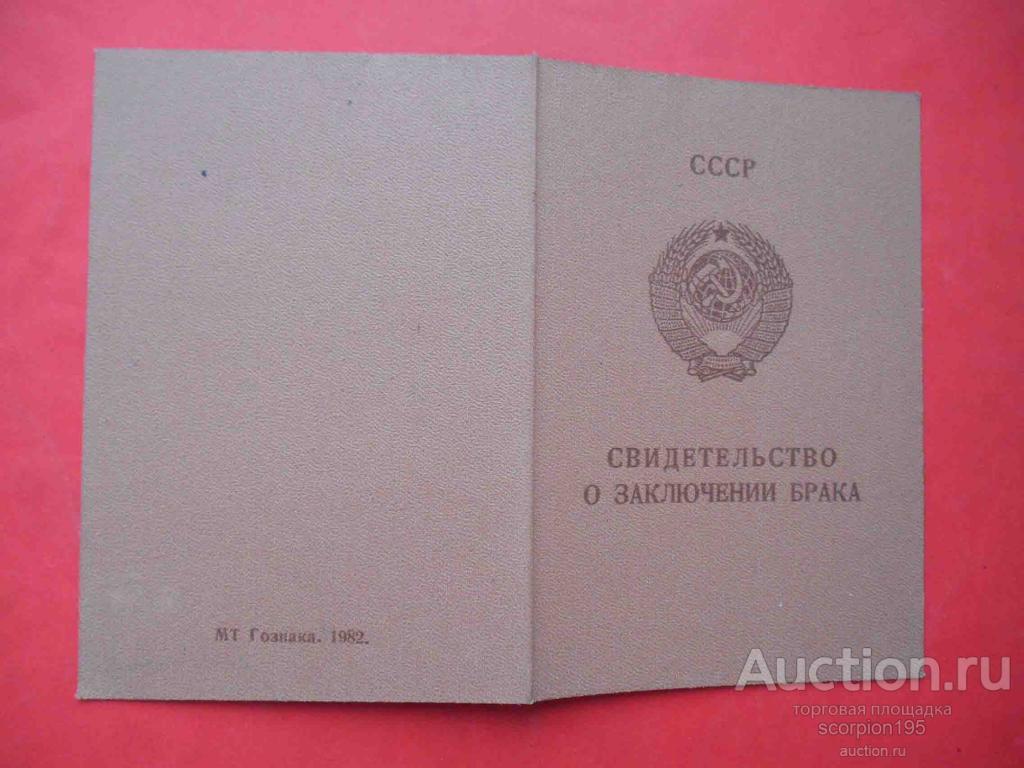 СССР
СВИДЕТЕЛЬСТВО
О ЗАКЛЮЧЕНИИ БРАКА
МТ Гознака. 1982.
Auction.ru
торговая площадка
scorpion195
auction.ru